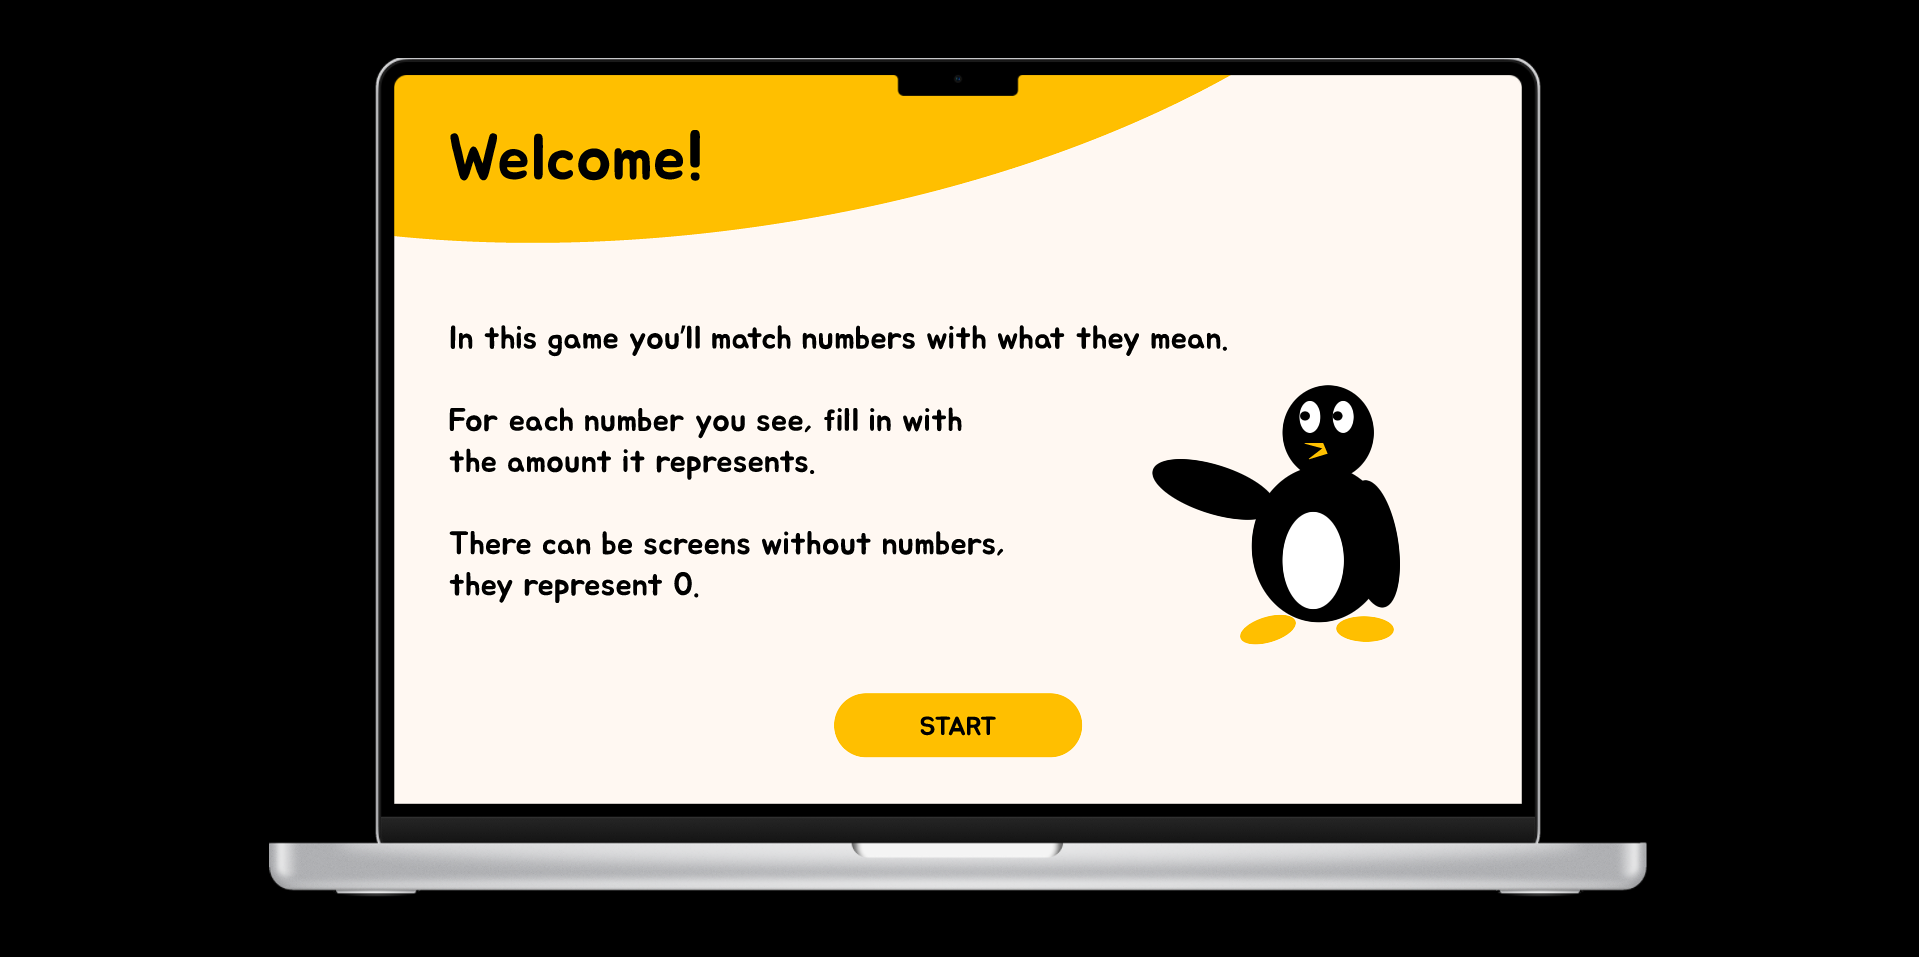 Welcome!
In this game you'll match numbers with what they mean.
For each number you see, fill in with
the amount it represents.
There can be screens without numbers,
they represent 0.
START